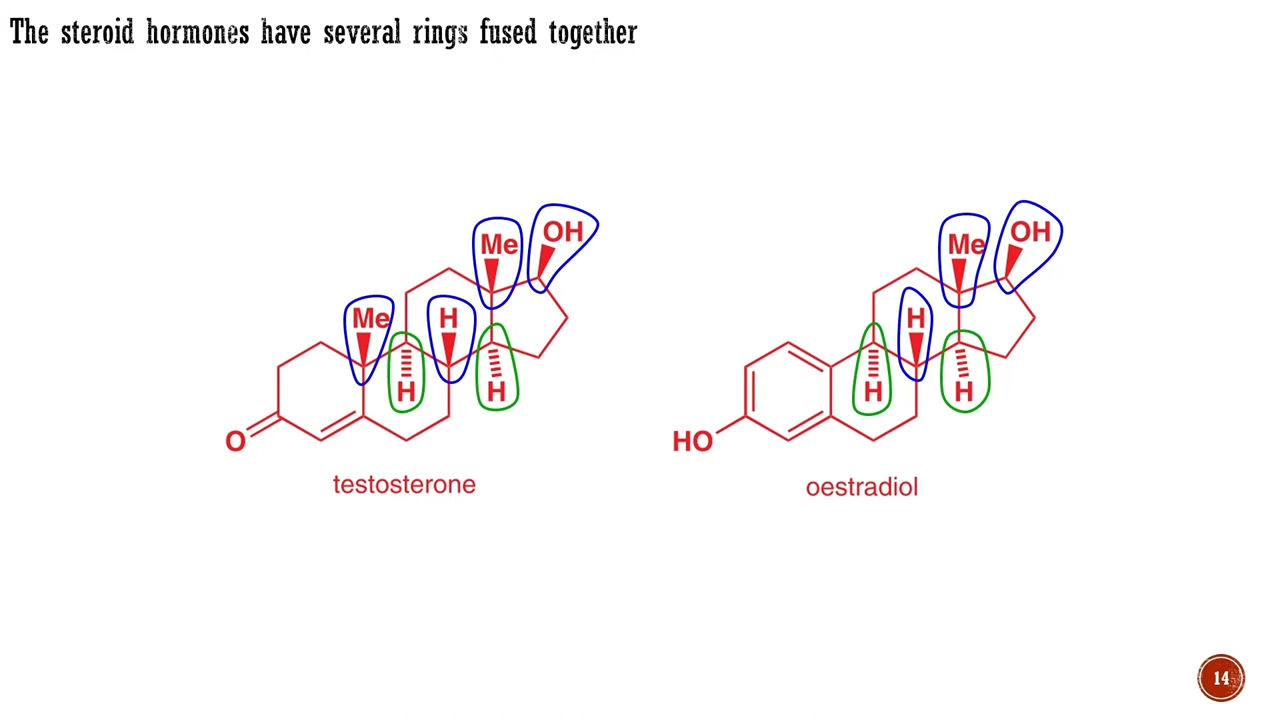 The steroid hormones have several rings fused together
Me
OH
Me
H
H
H
O
testosterone
Me
OH
H
H
H
HO
oestradiol
14